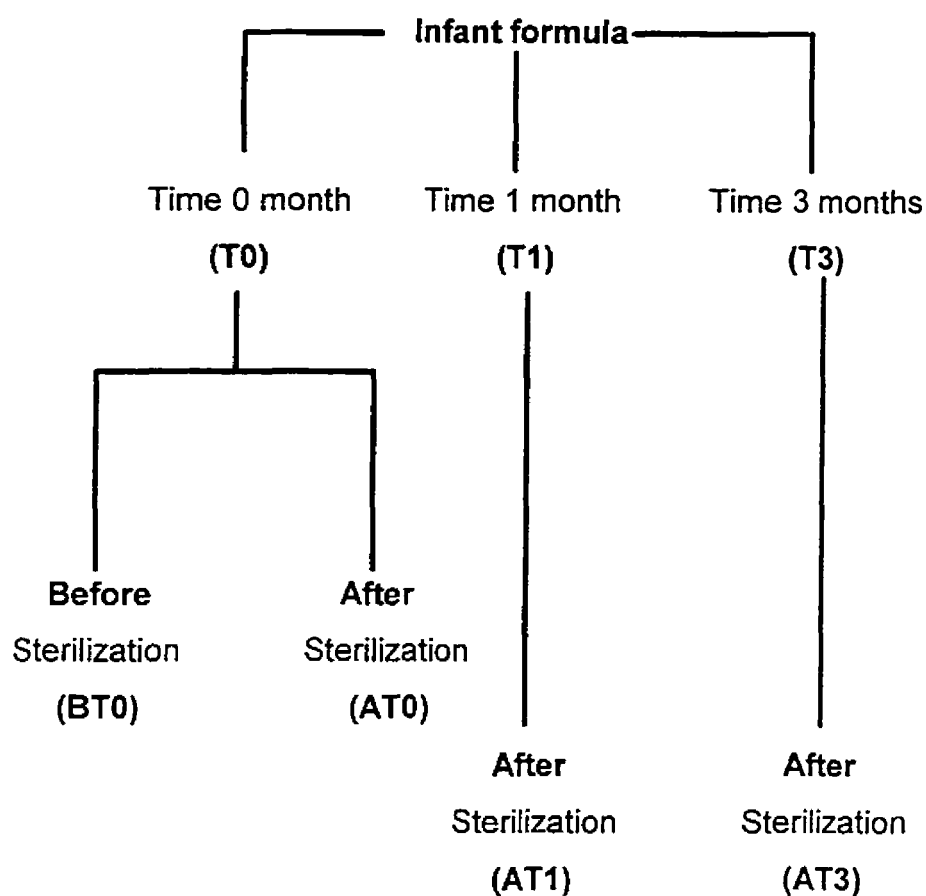 Infant formula
Time 0 month
(T0)
Time 1 month
(T1)
Time 3 months
(T3)
Before
Sterilization
(BT0)
After
Sterilization
(AT0)
After
Sterilization
(AT1)
After
Sterilization
(AT3)